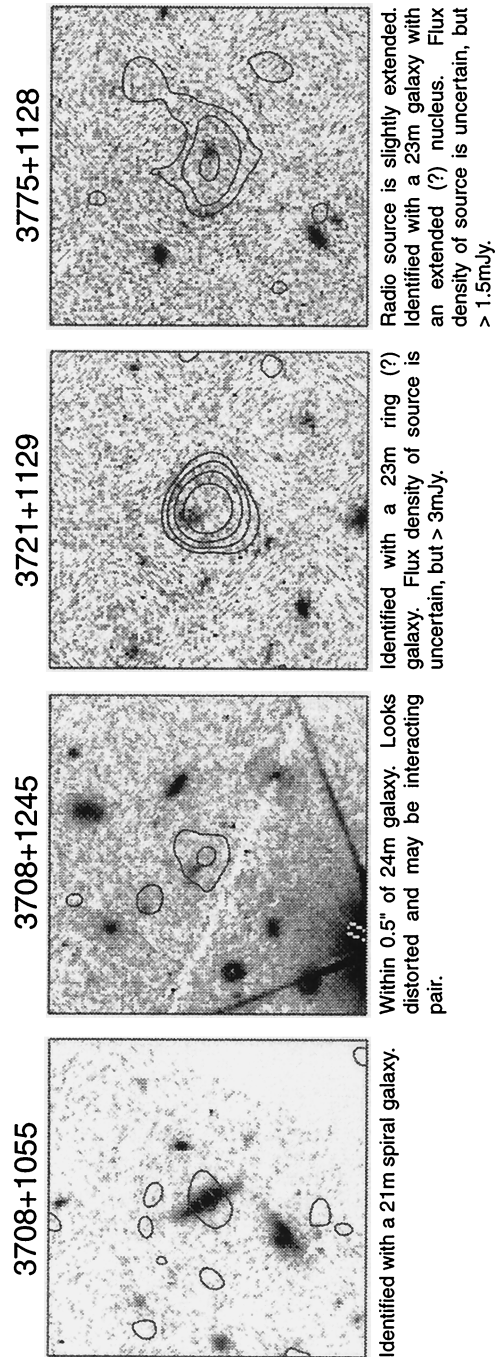 3708+1055
Identified with a 21m spiral galaxy.
3708+1245
Within 0.5" of 24m galaxy. Looks
distorted and may be interacting
pair.
3721+1129
Identified with a 23m ring (?)
galaxy. Flux density of source is
uncertain, but > 3mJy.
3775+1128
Radio source is slightly extended.
Identified with a 23m galaxy with
an extended (?) nucleus. Flux
density of source is uncertain, but
> 1.5mJy.